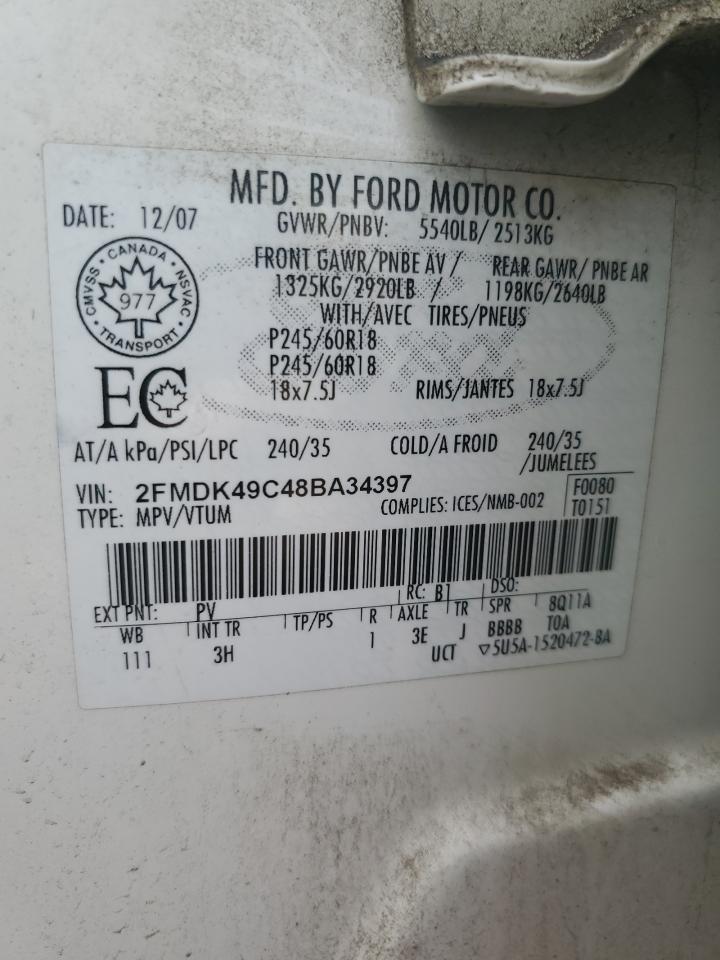 MFD. BY FORD MOTOR CO.
DATE: 12/07
GVWR/PNBV: 5540LB/ 2513KG
FRONT GAWR/PNBE AV / REAR GAWR/ PNBE AR
1325KG/2920LB / 1198KG/2640LB
WITH/AVEC TIRES/PNEUS
P245/60R18
P245/60R18
18x7.5J RIMS/JANTES 18x7.5J
CANADA
CMVSS NSVAC
977
TRANSPORT
EC
AT/A kPa/PSI/LPC 240/35 COLD/A FROID 240/35
/JUMELEES
VIN: 2FMDK49C48BA34397 F0080
TYPE: MPV/VTUM COMPLIES: ICES/NMB-002 T0151
RC: B1 DSO:
EXT PNT: PV
WB INT TR TP/PS R AXLE TR SPR 8Q11A
111 3H 1 3E J BBBB TOA
UCT ▽5U5A-1520472-BA